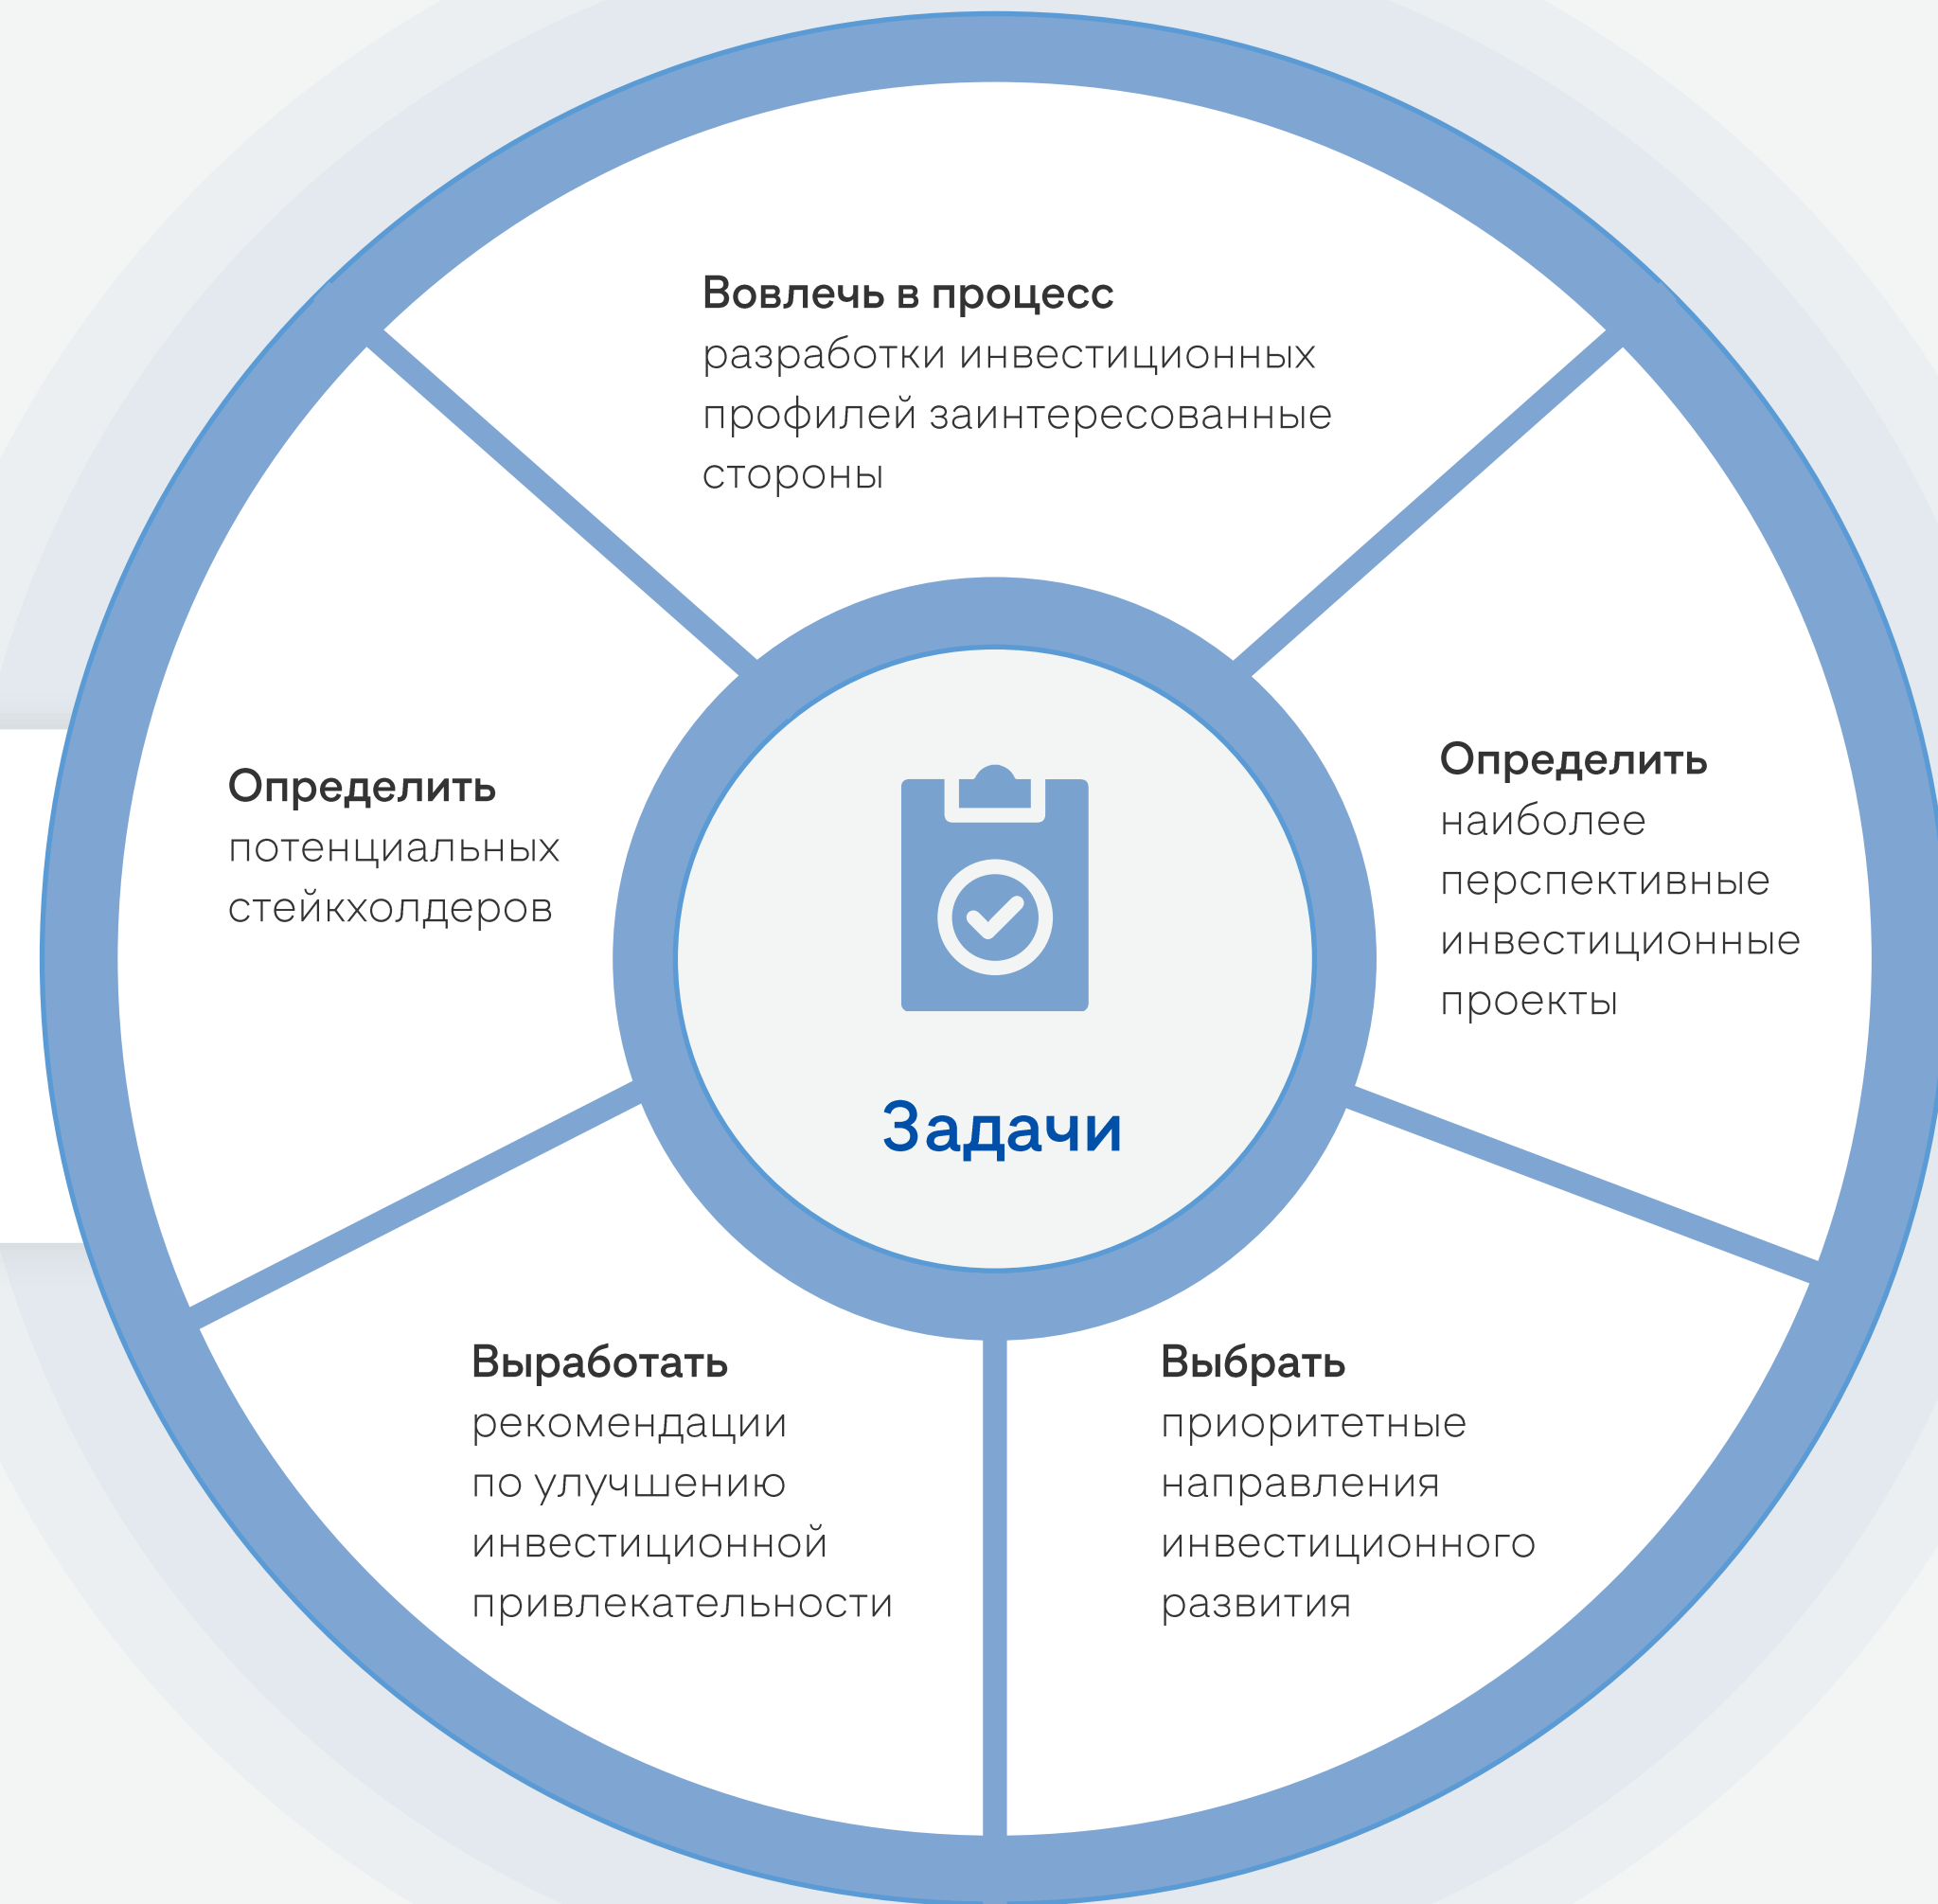 Вовлечь в процесс
разработки инвестиционных
профилей заинтересованные
стороны
Определить
потенциальных
стейкхолдеров
Определить
наиболее
перспективные
инвестиционные
проекты
Задачи
Выработать
рекомендации
по улучшению
инвестиционной
привлекательности
Выбрать
приоритетные
направления
инвестиционного
развития